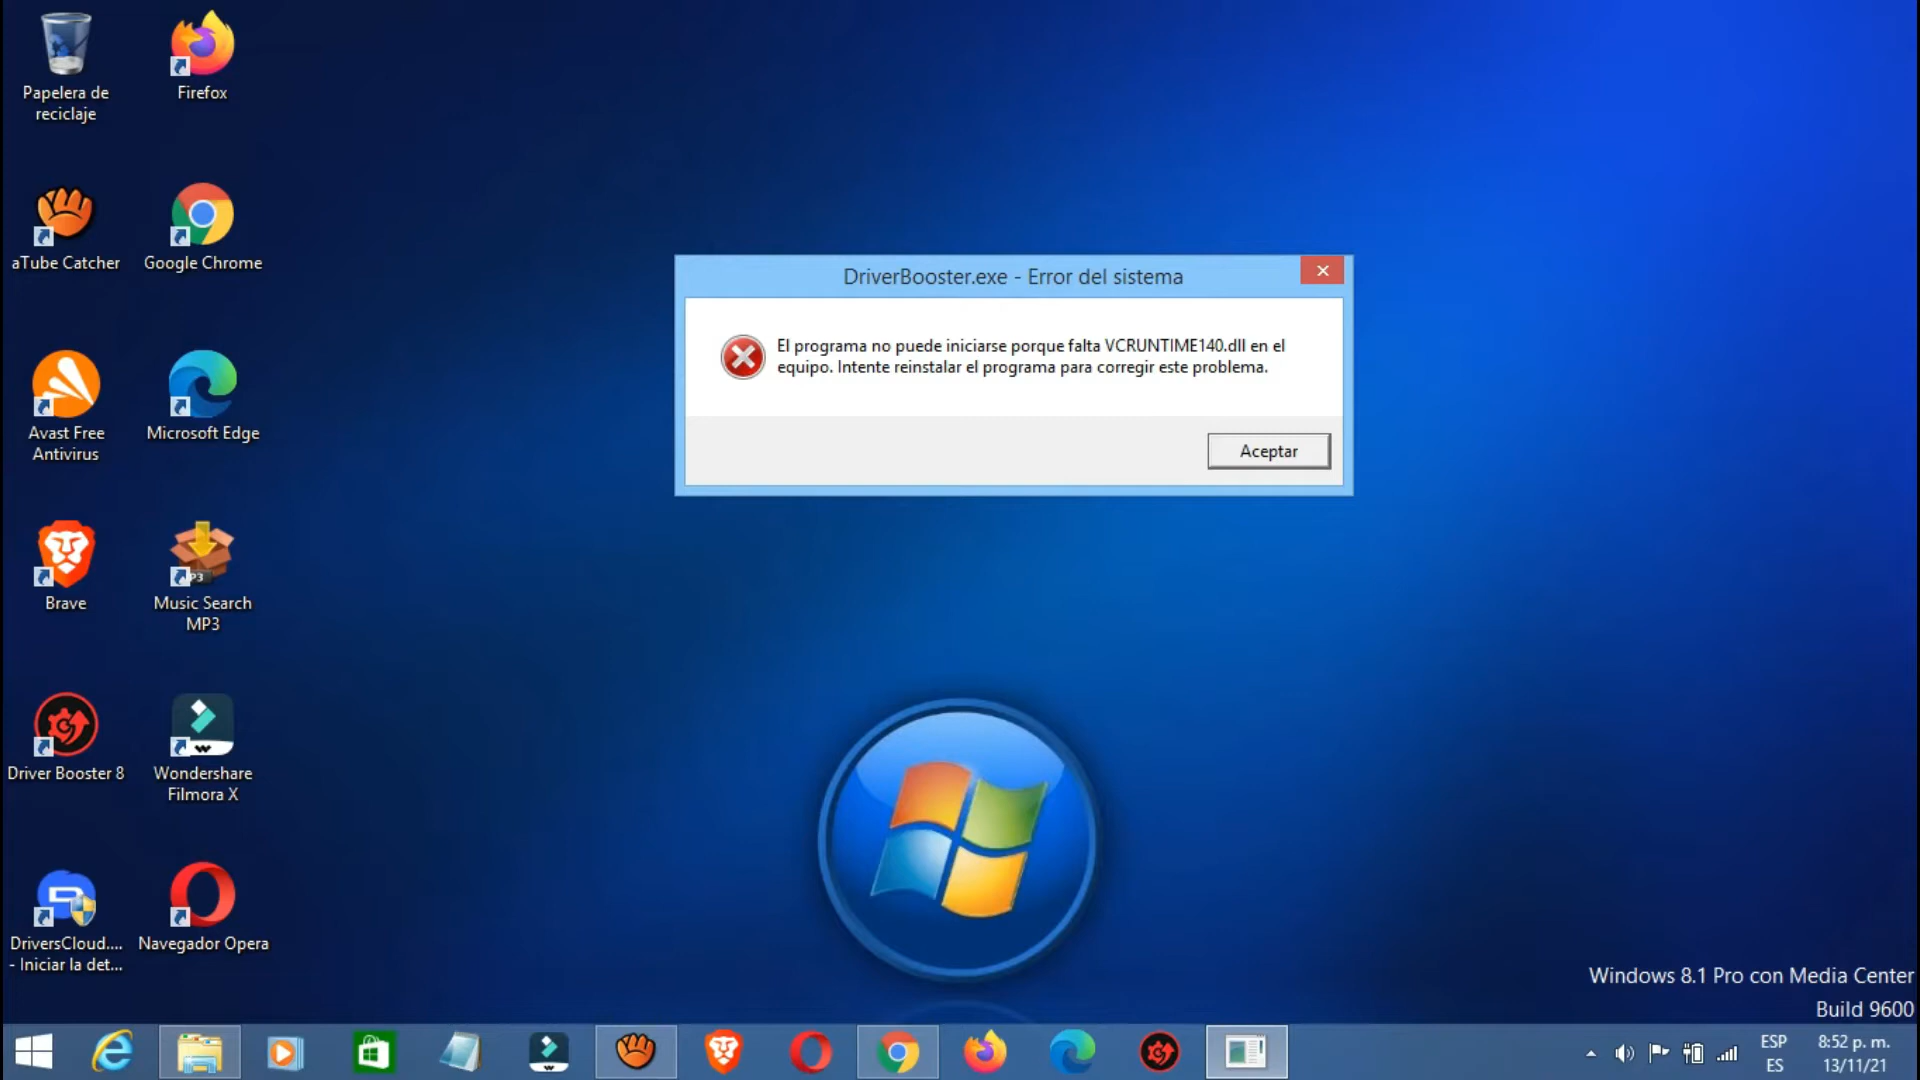 Papelera de
reciclaje
Firefox
aTube Catcher
Google Chrome
Avast Free
Antivirus
Microsoft Edge
Brave
Music Search
MP3
Driver Booster 8
Wondershare
Filmora X
DriversCloud....
- Iniciar la det...
Navegador Opera
DriverBooster.exe - Error del sistema
El programa no puede iniciarse porque falta VCRUNTIME140.dll en el
equipo. Intente reinstalar el programa para corregir este problema.
Aceptar
Windows 8.1 Pro con Media Center
Build 9600
ESP
ES
8:52 p. m.
13/11/21